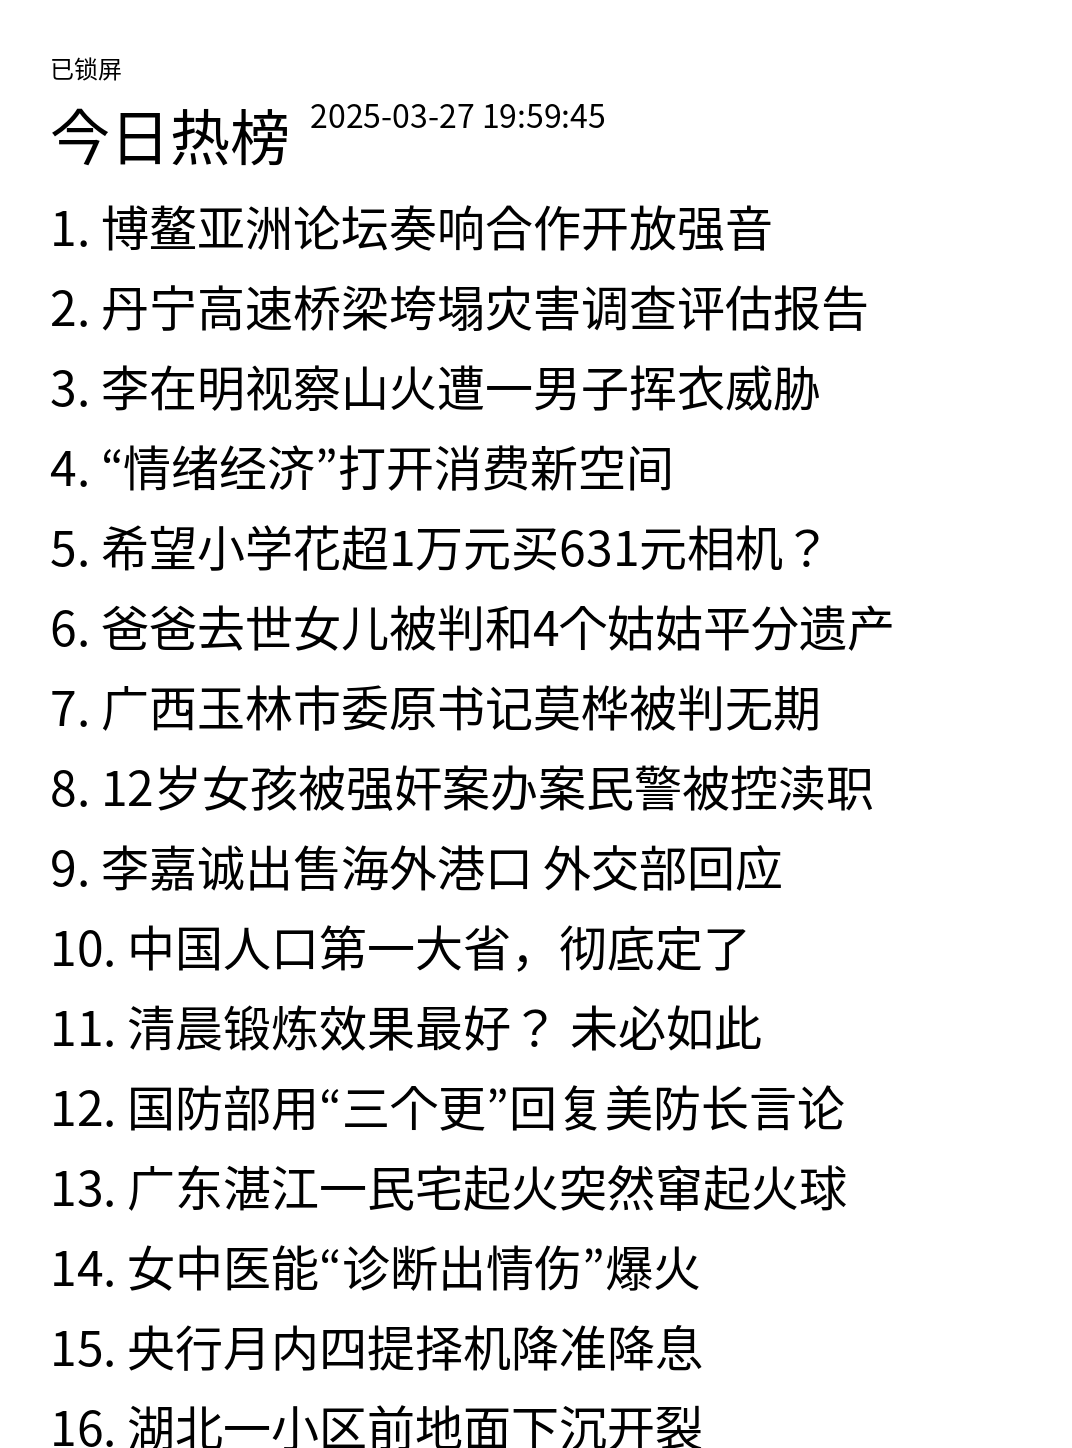 已锁屏
今日热榜 2025-03-27 19:59:45
1. 博鳌亚洲论坛奏响合作开放强音
2. 丹宁高速桥梁垮塌灾害调查评估报告
3. 李在明视察山火遭一男子挥衣威胁
4. “情绪经济”打开消费新空间
5. 希望小学花超1万元买631元相机？
6. 爸爸去世女儿被判和4个姑姑平分遗产
7. 广西玉林市委原书记莫桦被判无期
8. 12岁女孩被强奸案办案民警被控渎职
9. 李嘉诚出售海外港口 外交部回应
10. 中国人口第一大省，彻底定了
11. 清晨锻炼效果最好？ 未必如此
12. 国防部用“三个更”回复美防长言论
13. 广东湛江一民宅起火突然窜起火球
14. 女中医能“诊断出情伤”爆火
15. 央行月内四提择机降准降息
16. 湖北一小区前地面下沉开裂